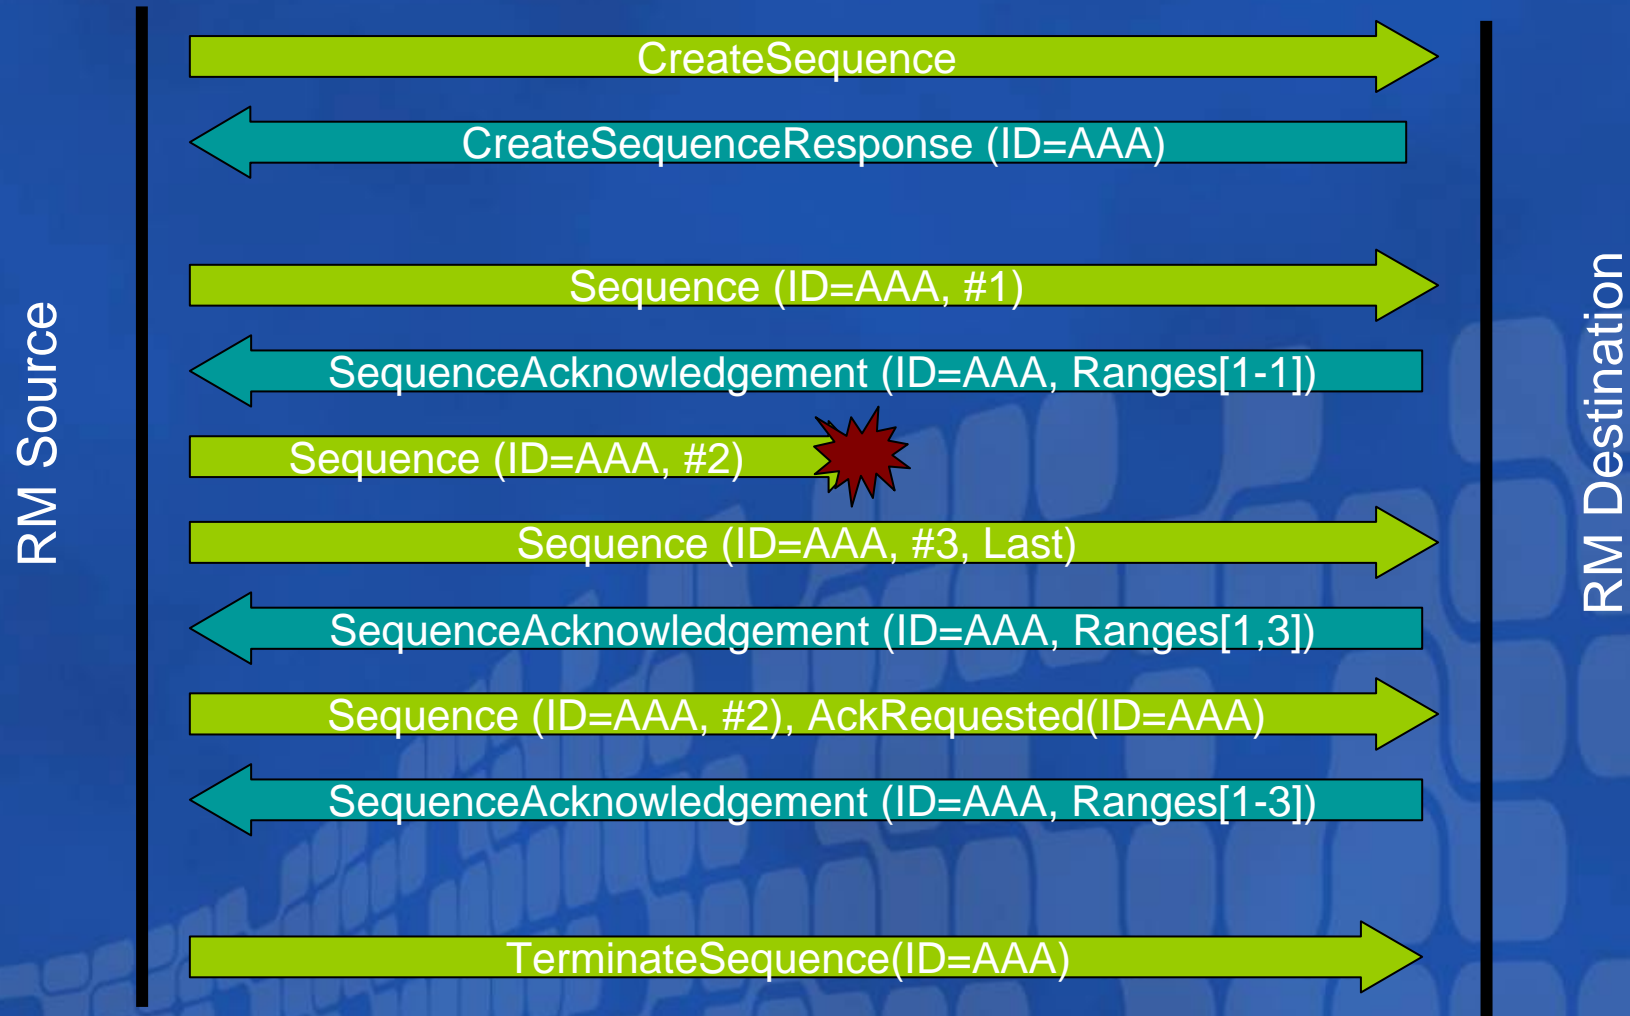 CreateSequence
CreateSequenceResponse (ID=AAA)
Sequence (ID=AAA, #1)
SequenceAcknowledgement (ID=AAA, Ranges[1-1])
Sequence (ID=AAA, #2)
Sequence (ID=AAA, #3, Last)
SequenceAcknowledgement (ID=AAA, Ranges[1,3])
Sequence (ID=AAA, #2), AckRequested(ID=AAA)
SequenceAcknowledgement (ID=AAA, Ranges[1-3])
TerminateSequence(ID=AAA)
RM Source
RM Destination